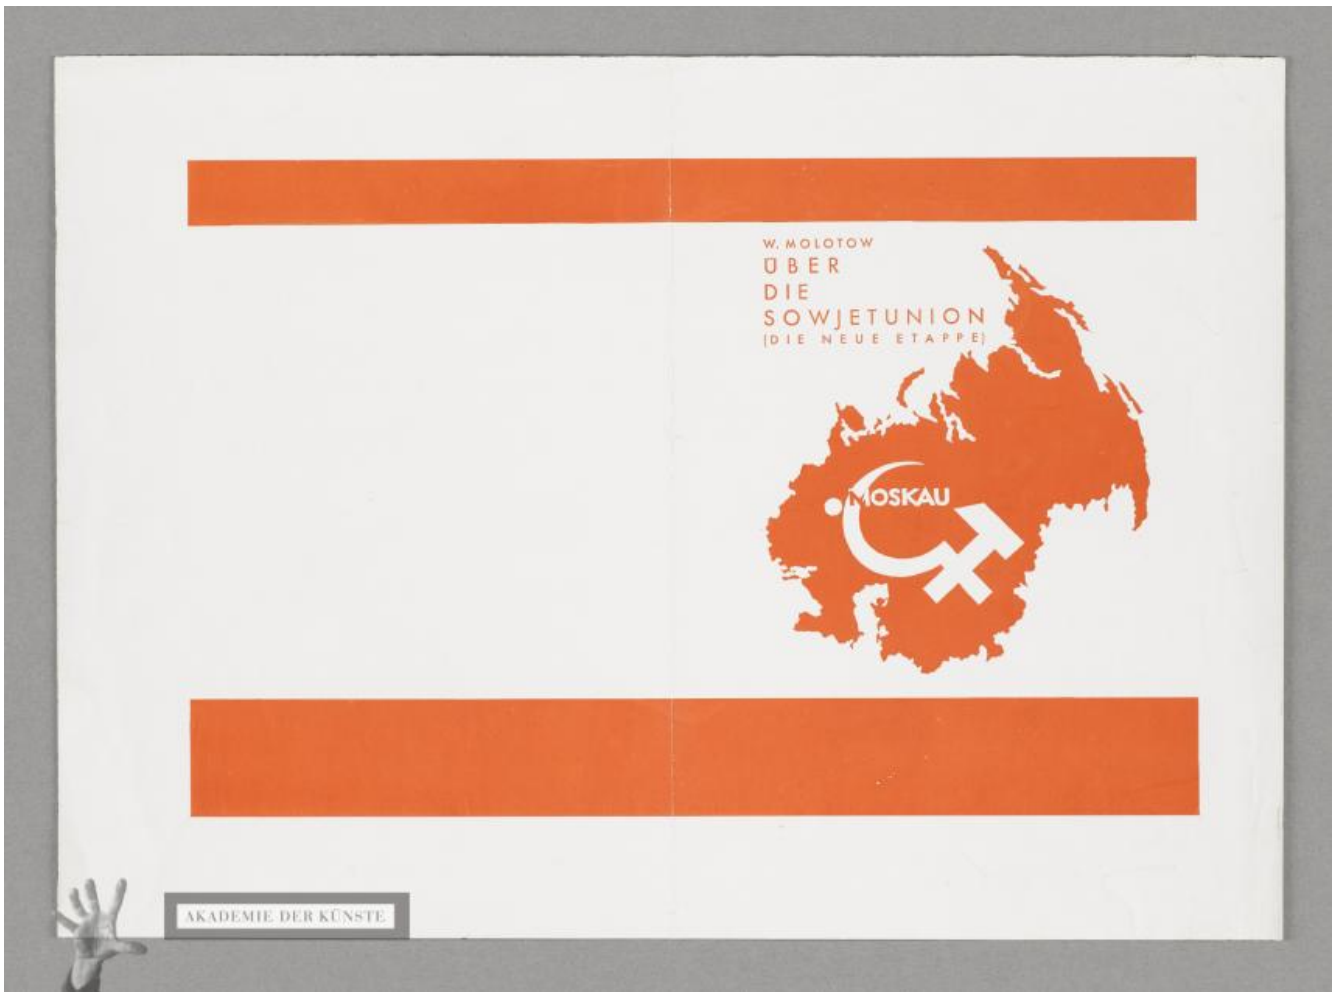 W. MOLOTOW
ÜBER
DIE
SOWJETUNION
(DIE NEUE ETAPPE)
MOSKAU
AKADEMIE DER KÜNSTE